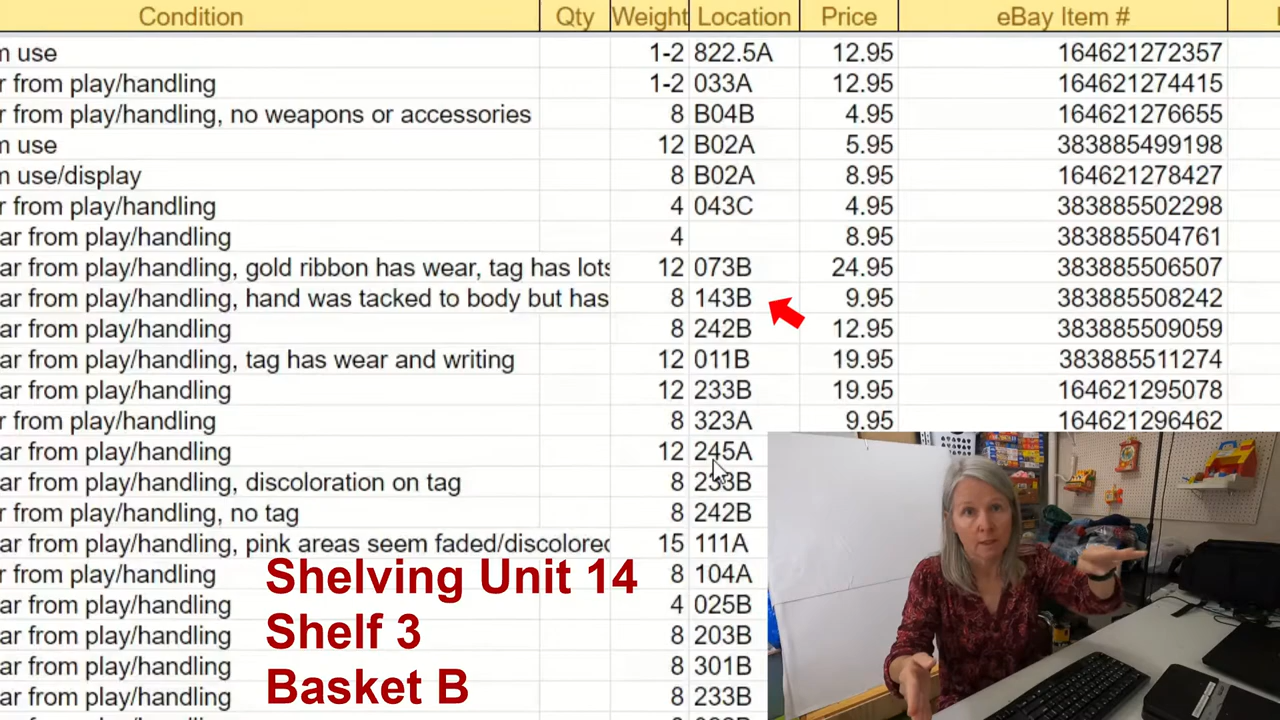 Condition Qty Weight Location Price eBay Item #
m use 1-2 822.5A 12.95 164621272357
r from play/handling 1-2 033A 12.95 164621274415
r from play/handling, no weapons or accessories 8 B04B 4.95 164621276655
m use 12 B02A 5.95 383885499198
m use/display 8 B02A 8.95 164621278427
r from play/handling 4 043C 4.95 383885502298
ar from play/handling 4 8.95 383885504761
ar from play/handling, gold ribbon has wear, tag has lots 12 073B 24.95 383885506507
ar from play/handling, hand was tacked to body but has 8 143B 9.95 383885508242
ar from play/handling 8 242B 12.95 383885509059
ar from play/handling, tag has wear and writing 12 011B 19.95 383885511274
ar from play/handling 12 233B 19.95 164621295078
r from play/handling 8 323A 9.95 164621296462
ar from play/handling 12 245A
ar from play/handling, discoloration on tag 8 233B
ar from play/handling, no tag 8 242B
ar from play/handling, pink areas seem faded/discolored 15 111A
ar from play/handling 8 104A
ar from play/handling 4 025B
ar from play/handling 8 203B
ar from play/handling 8 301B
ar from play/handling 8 233B
Shelving Unit 14
Shelf 3
Basket B